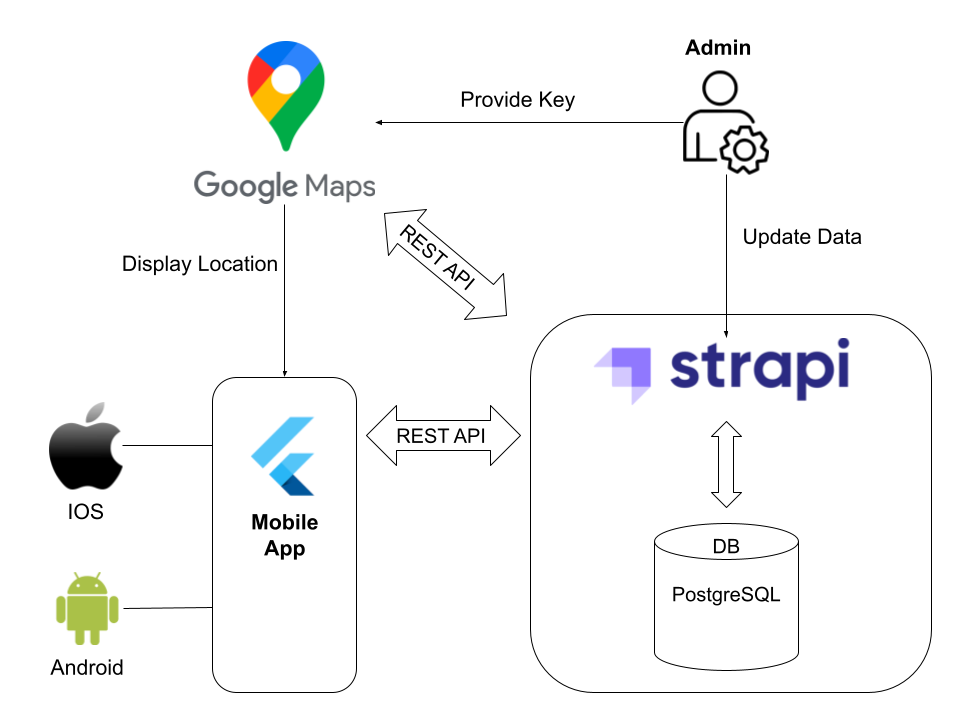 Admin
Provide Key
Google Maps
REST API
Update Data
Display Location
strapi
REST API
IOS
Mobile
App
DB
PostgreSQL
Android